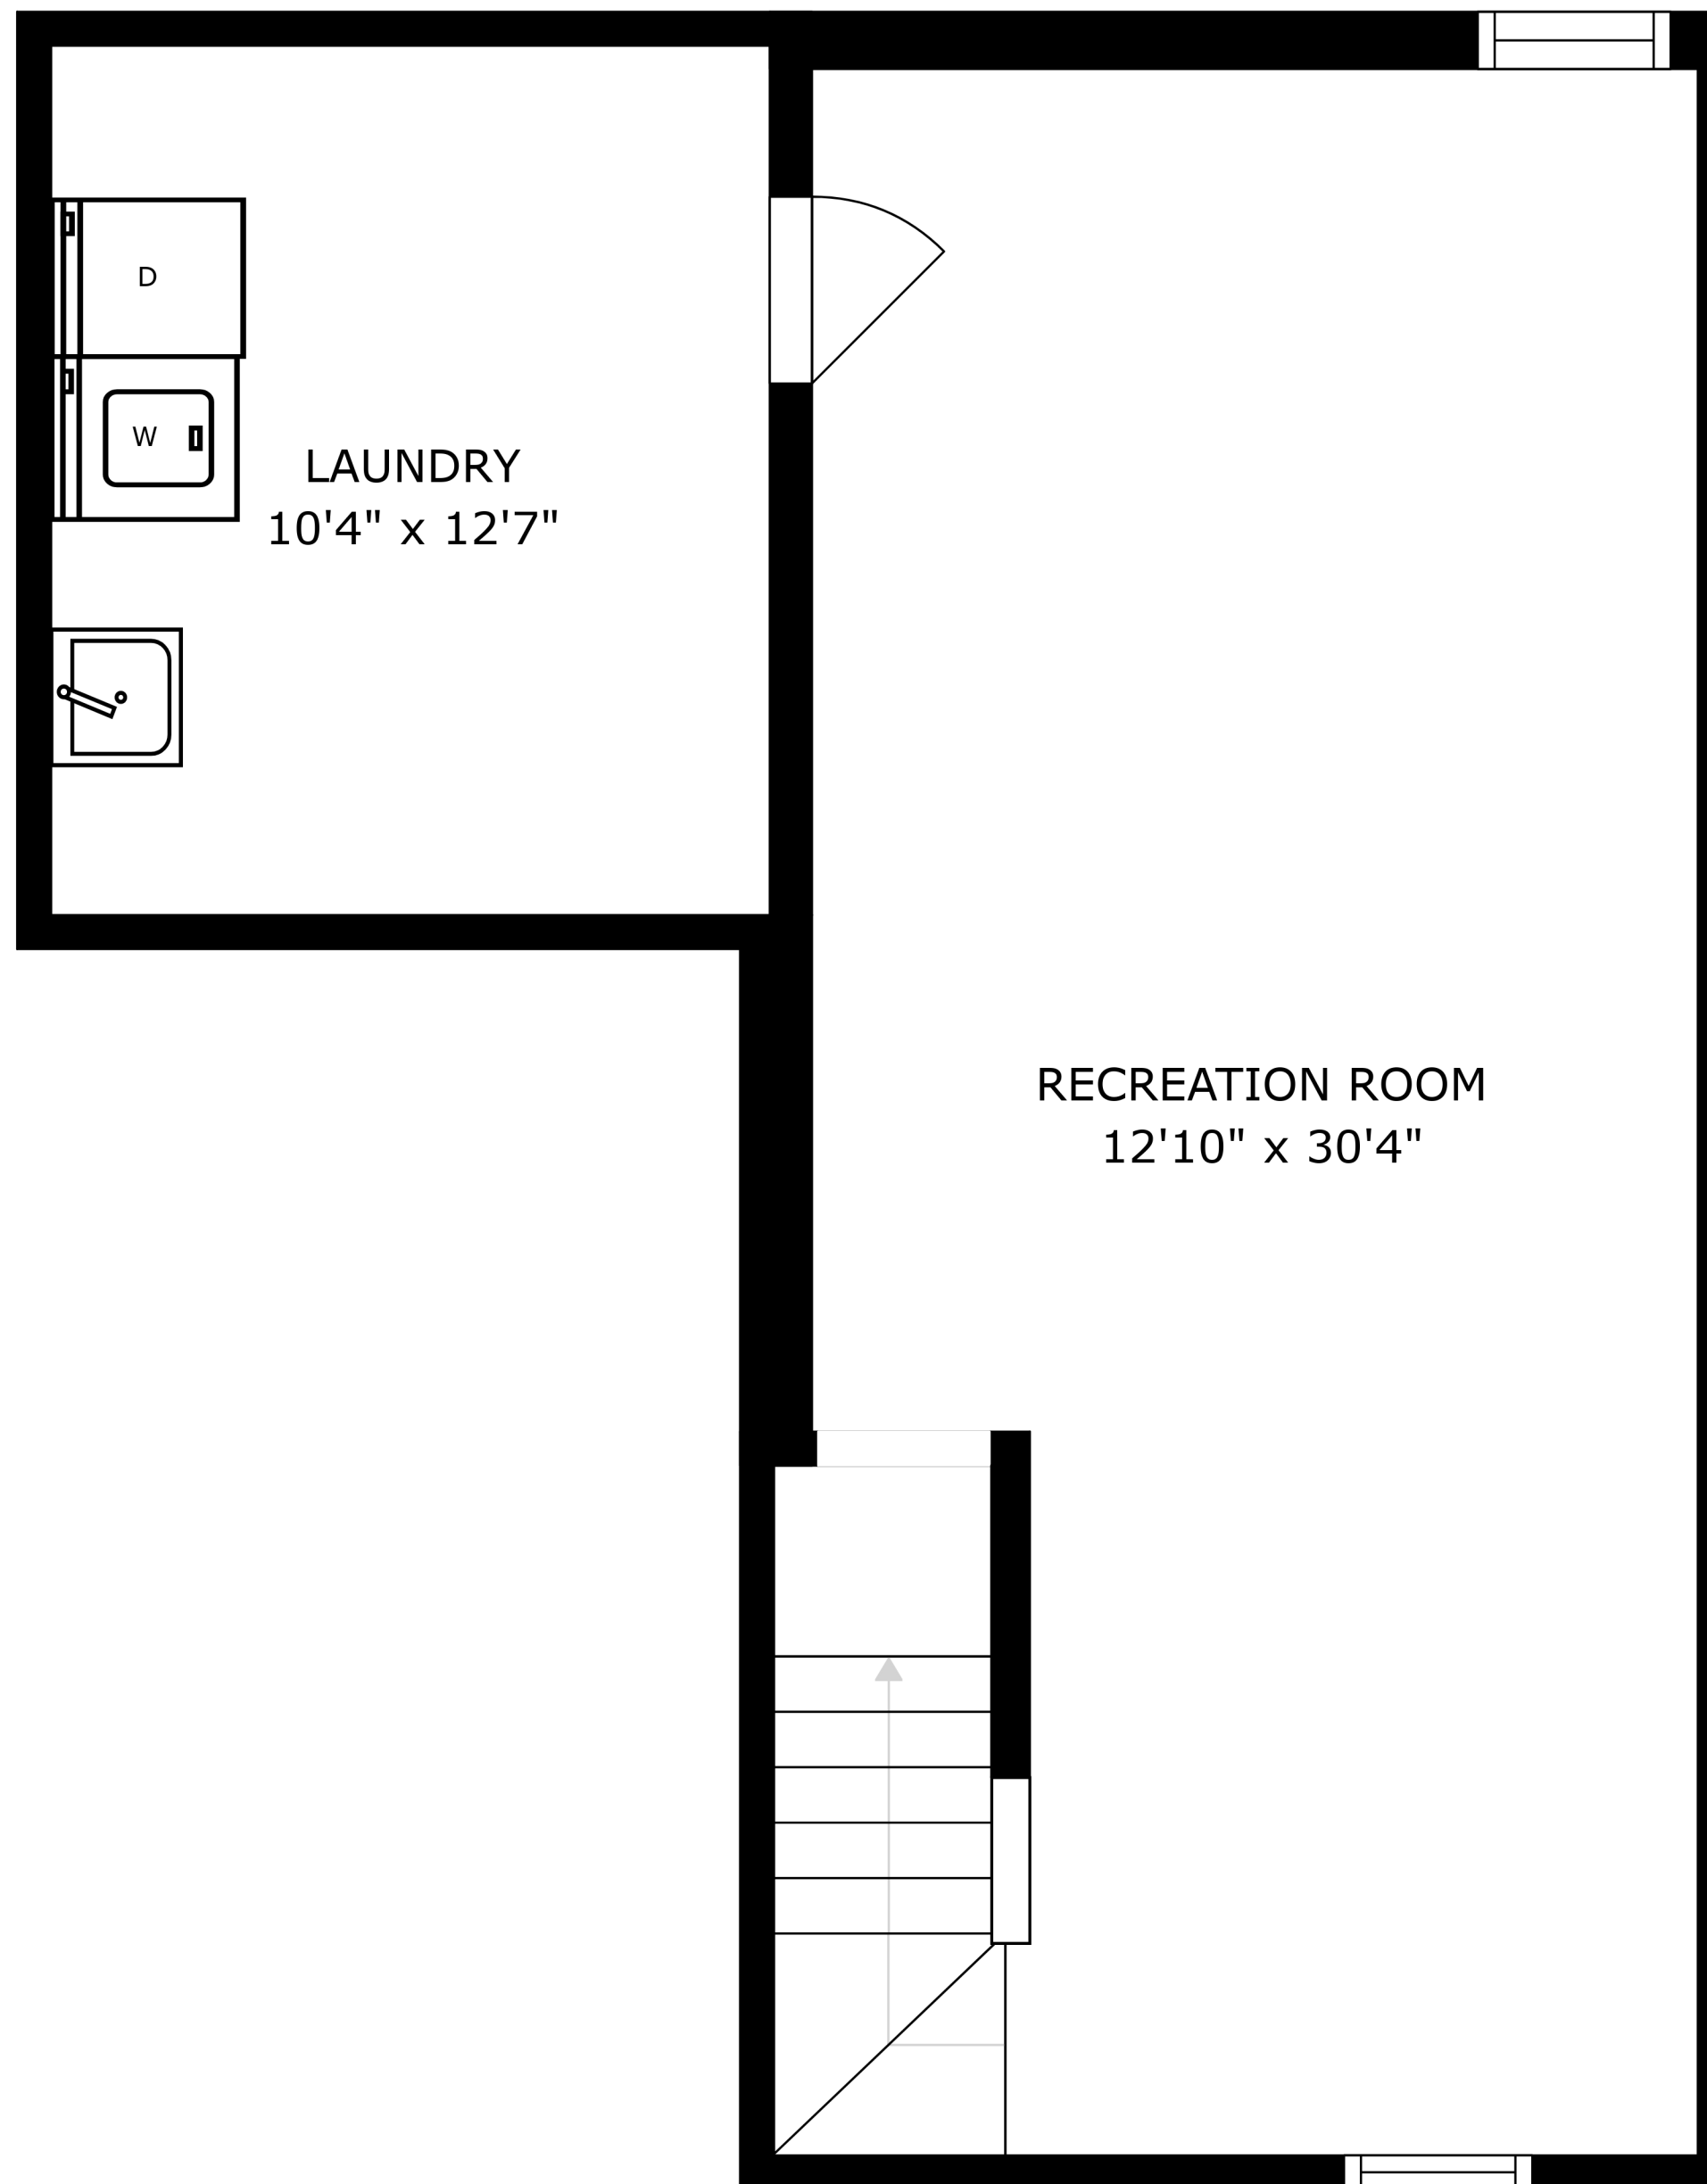 D
W
LAUNDRY
10'4" x 12'7"
RECREATION ROOM
12'10" x 30'4"